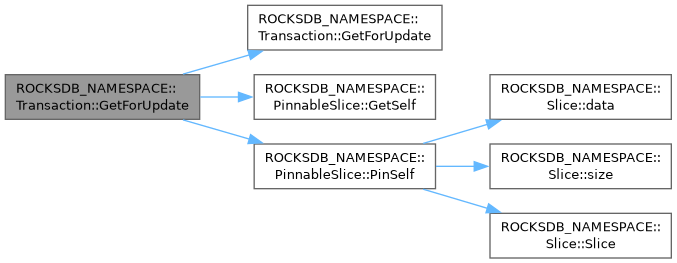 ROCKSDB_NAMESPACE::
Transaction::GetForUpdate
ROCKSDB_NAMESPACE::
Transaction::GetForUpdate
ROCKSDB_NAMESPACE::
PinnableSlice::GetSelf
ROCKSDB_NAMESPACE::
PinnableSlice::PinSelf
ROCKSDB_NAMESPACE::
Slice::data
ROCKSDB_NAMESPACE::
Slice::size
ROCKSDB_NAMESPACE::
Slice::Slice